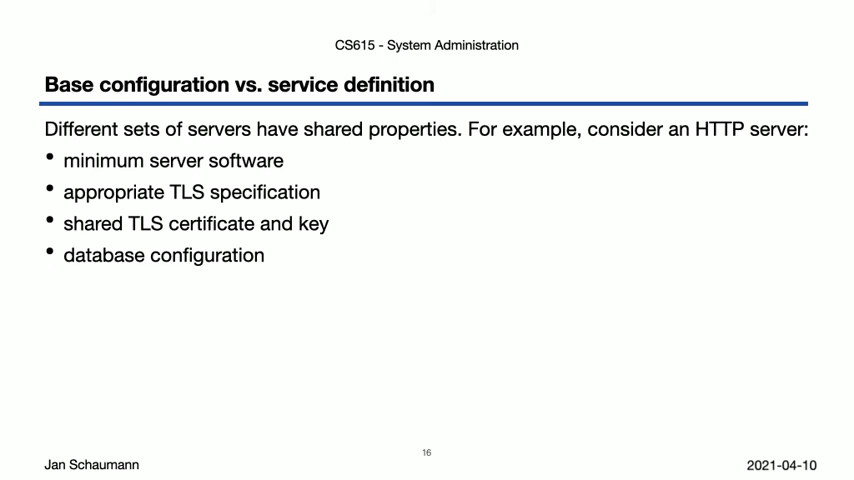 CS615 - System Administration
Base configuration vs. service definition
Different sets of servers have shared properties. For example, consider an HTTP server:
• minimum server software
• appropriate TLS specification
• shared TLS certificate and key
• database configuration
16
Jan Schaumann
2021-04-10